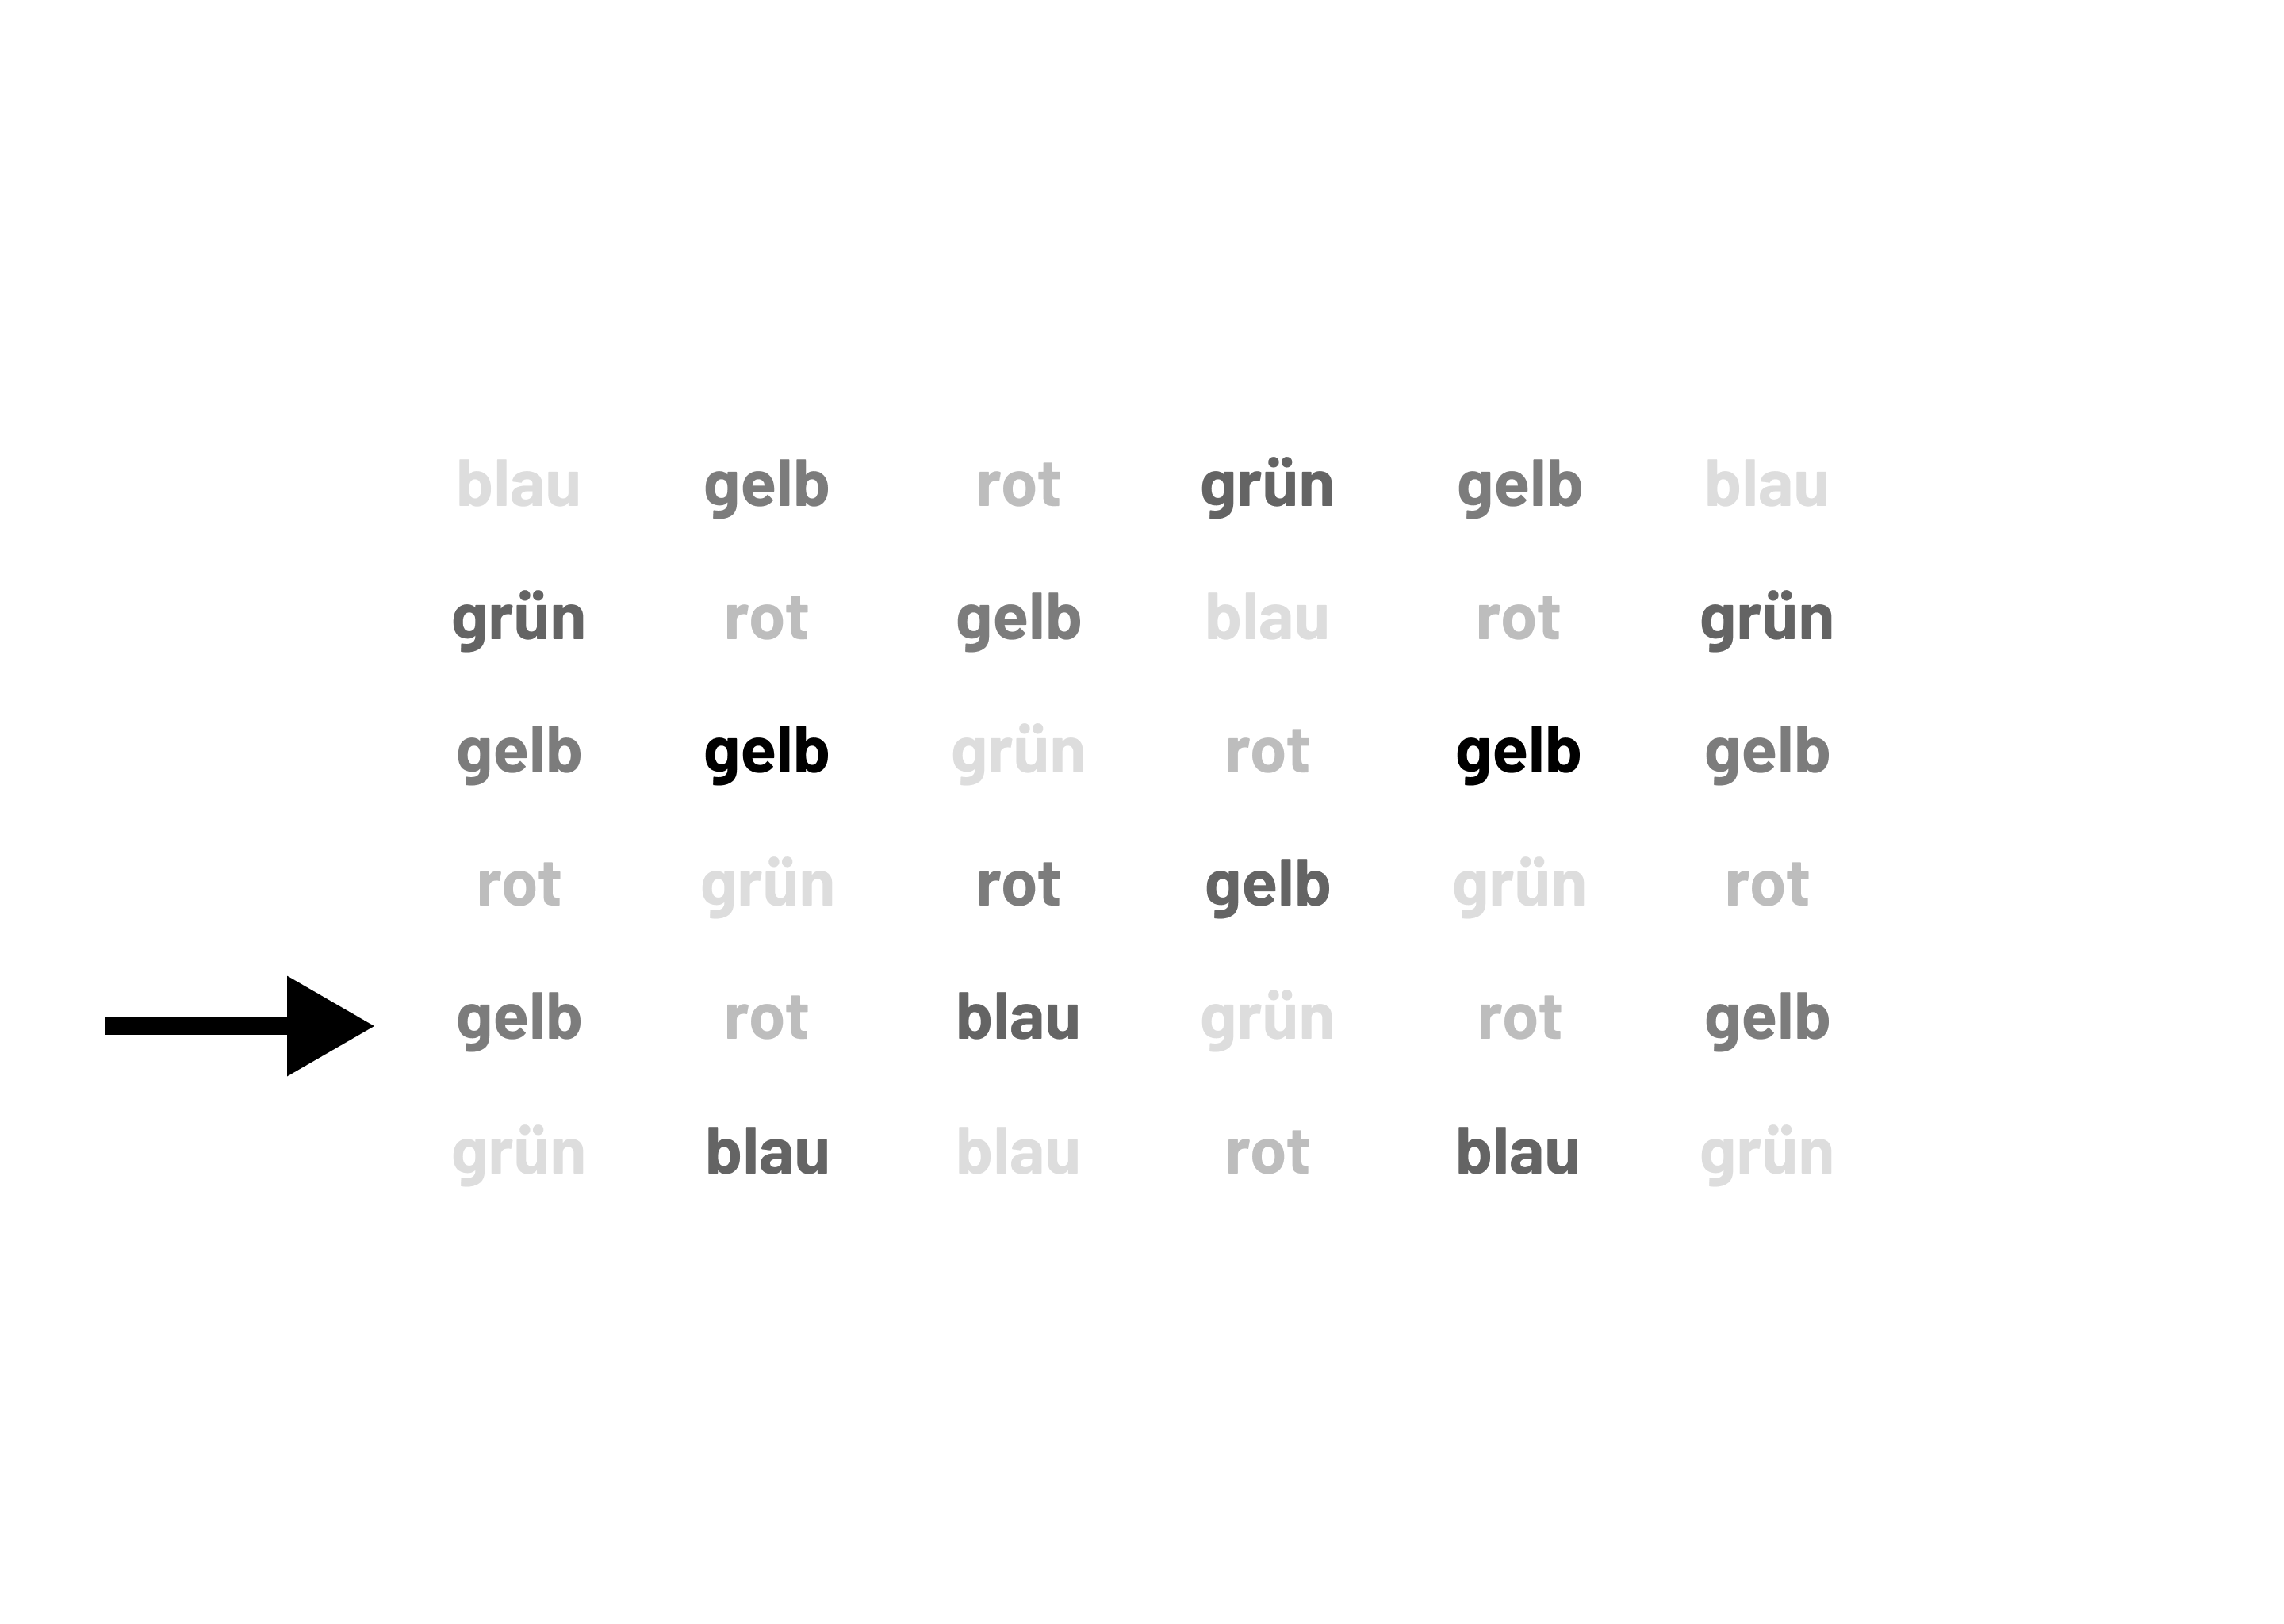 blau gelb rot grün gelb blau
grün rot gelb blau rot grün
gelb gelb grün rot gelb gelb
rot grün rot gelb grün rot
gelb rot blau grün rot gelb
grün blau blau rot blau grün